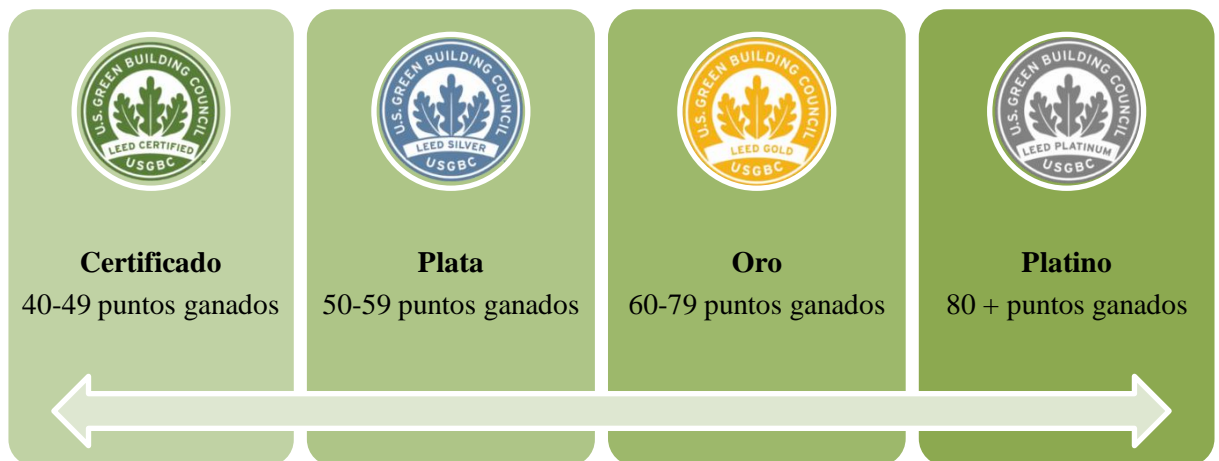 U.S. GREEN BUILDING COUNCIL
LEED CERTIFIED
USGBC
U.S. GREEN BUILDING COUNCIL
LEED SILVER
USGBC
U.S. GREEN BUILDING COUNCIL
LEED GOLD
USGBC
U.S. GREEN BUILDING COUNCIL
LEED PLATINUM
USGBC
Certificado
40-49 puntos ganados
Plata
50-59 puntos ganados
Oro
60-79 puntos ganados
Platino
80 + puntos ganados